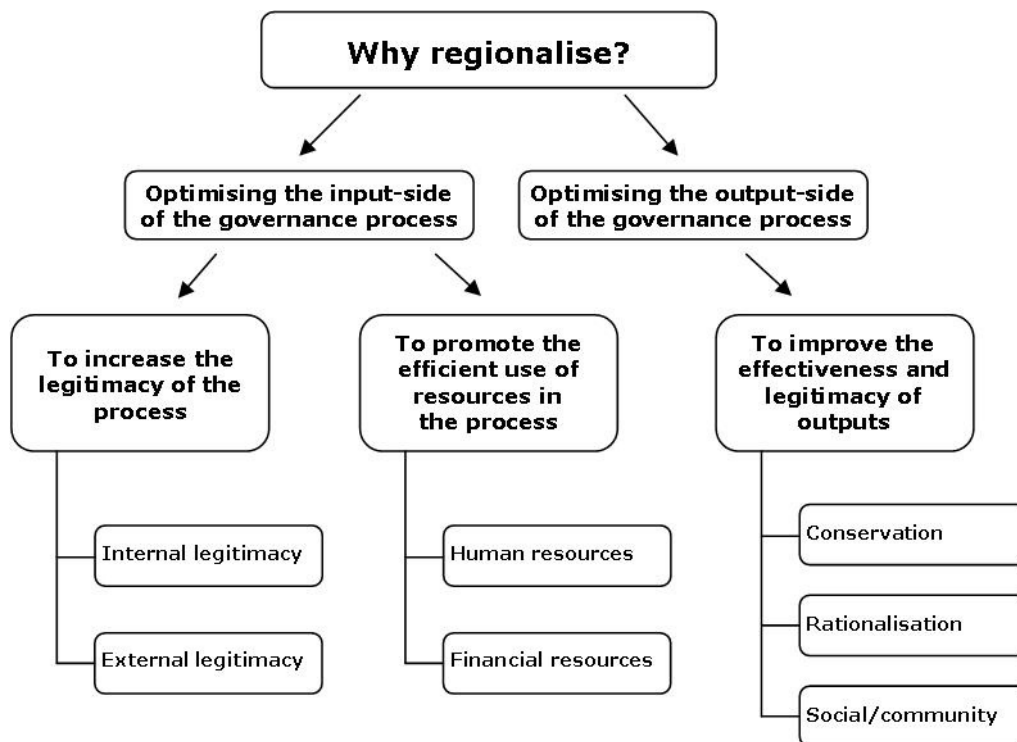 Why regionalise?
Optimising the input-side
of the governance process
Optimising the output-side
of the governance process
To increase the
legitimacy of the
process
To promote the
efficient use of
resources in
the process
To improve the
effectiveness and
legitimacy of
outputs
Internal legitimacy
External legitimacy
Human resources
Financial resources
Conservation
Rationalisation
Social/community